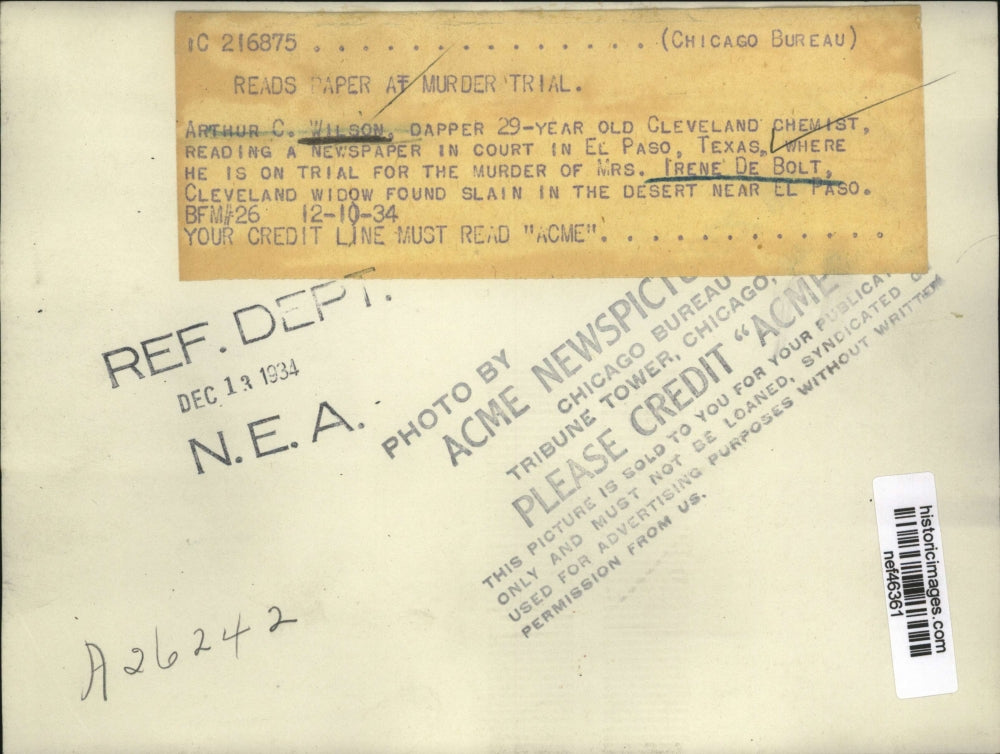 IC 216875 . . . . . . . . . . . . . . . (CHICAGO BUREAU)
READS PAPER AT MURDER TRIAL.
ARTHUR C. WILSON, DAPPER 29-YEAR OLD CLEVELAND CHEMIST,
READING A NEWSPAPER IN COURT IN EL PASO, TEXAS, WHERE
HE IS ON TRIAL FOR THE MURDER OF MRS. IRENE DE BOLT,
CLEVELAND WIDOW FOUND SLAIN IN THE DESERT NEAR EL PASO.
BFM#26 12-10-34
YOUR CREDIT LINE MUST READ "ACME". . . . . . . . . . . .
REF. DEPT.
DEC 13 1934
N.E.A.
PHOTO BY
ACME NEWSPICTU
CHICAGO BUREAU
TRIBUNE TOWER, CHICAGO,
PLEASE CREDIT "ACME
THIS PICTURE IS SOLD TO YOU FOR YOUR PUBLICAT
ONLY AND MUST NOT BE LOANED, SYNDICATED O
USED FOR ADVERTISING PURPOSES WITHOUT WRITTEN
PERMISSION FROM US.
historicimages.com
nef46361
A26242